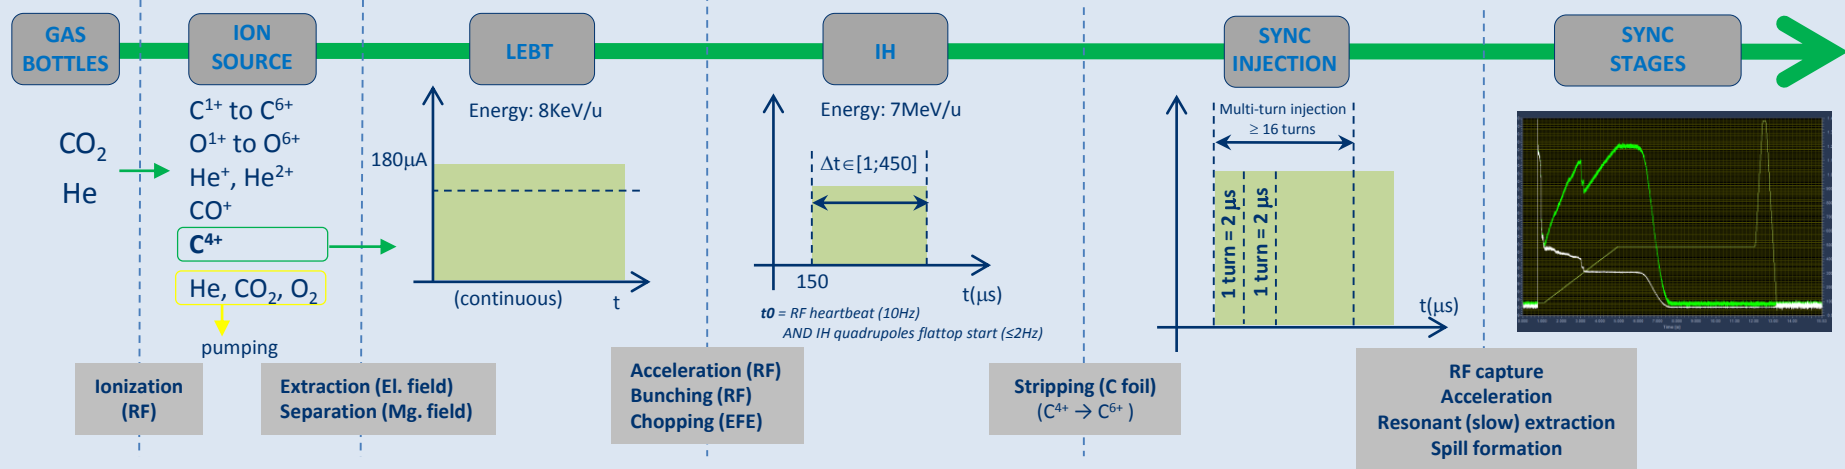 GAS
BOTTLES
ION
SOURCE
LEBT
IH
SYNC
INJECTION
SYNC
STAGES
CO₂
He
C¹⁺ to C⁶⁺
O¹⁺ to O⁶⁺
He⁺, He²⁺
CO⁺
C⁴⁺
He, CO₂, O₂
pumping
Energy: 8KeV/u
180µA
(continuous)
t
Energy: 7MeV/u
Δt∈[1;450)
150
t(µs)
t0 = RF heartbeat (10Hz)
AND IH quadrupoles flattop start (≤2Hz)
Multi-turn injection
≥ 16 turns
1 turn = 2 µs
1 turn = 2 µs
t(µs)
Ionization
(RF)
Extraction (El. field)
Separation (Mg. field)
Acceleration (RF)
Bunching (RF)
Chopping (EFE)
Stripping (C foil)
(C⁴⁺ → C⁶⁺ )
RF capture
Acceleration
Resonant (slow) extraction
Spill formation